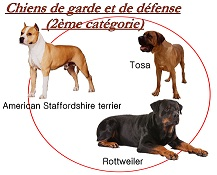 Chiens de garde et de défense
(2ème catégorie)
Tosa
American Staffordshire terrier
Rottweiler